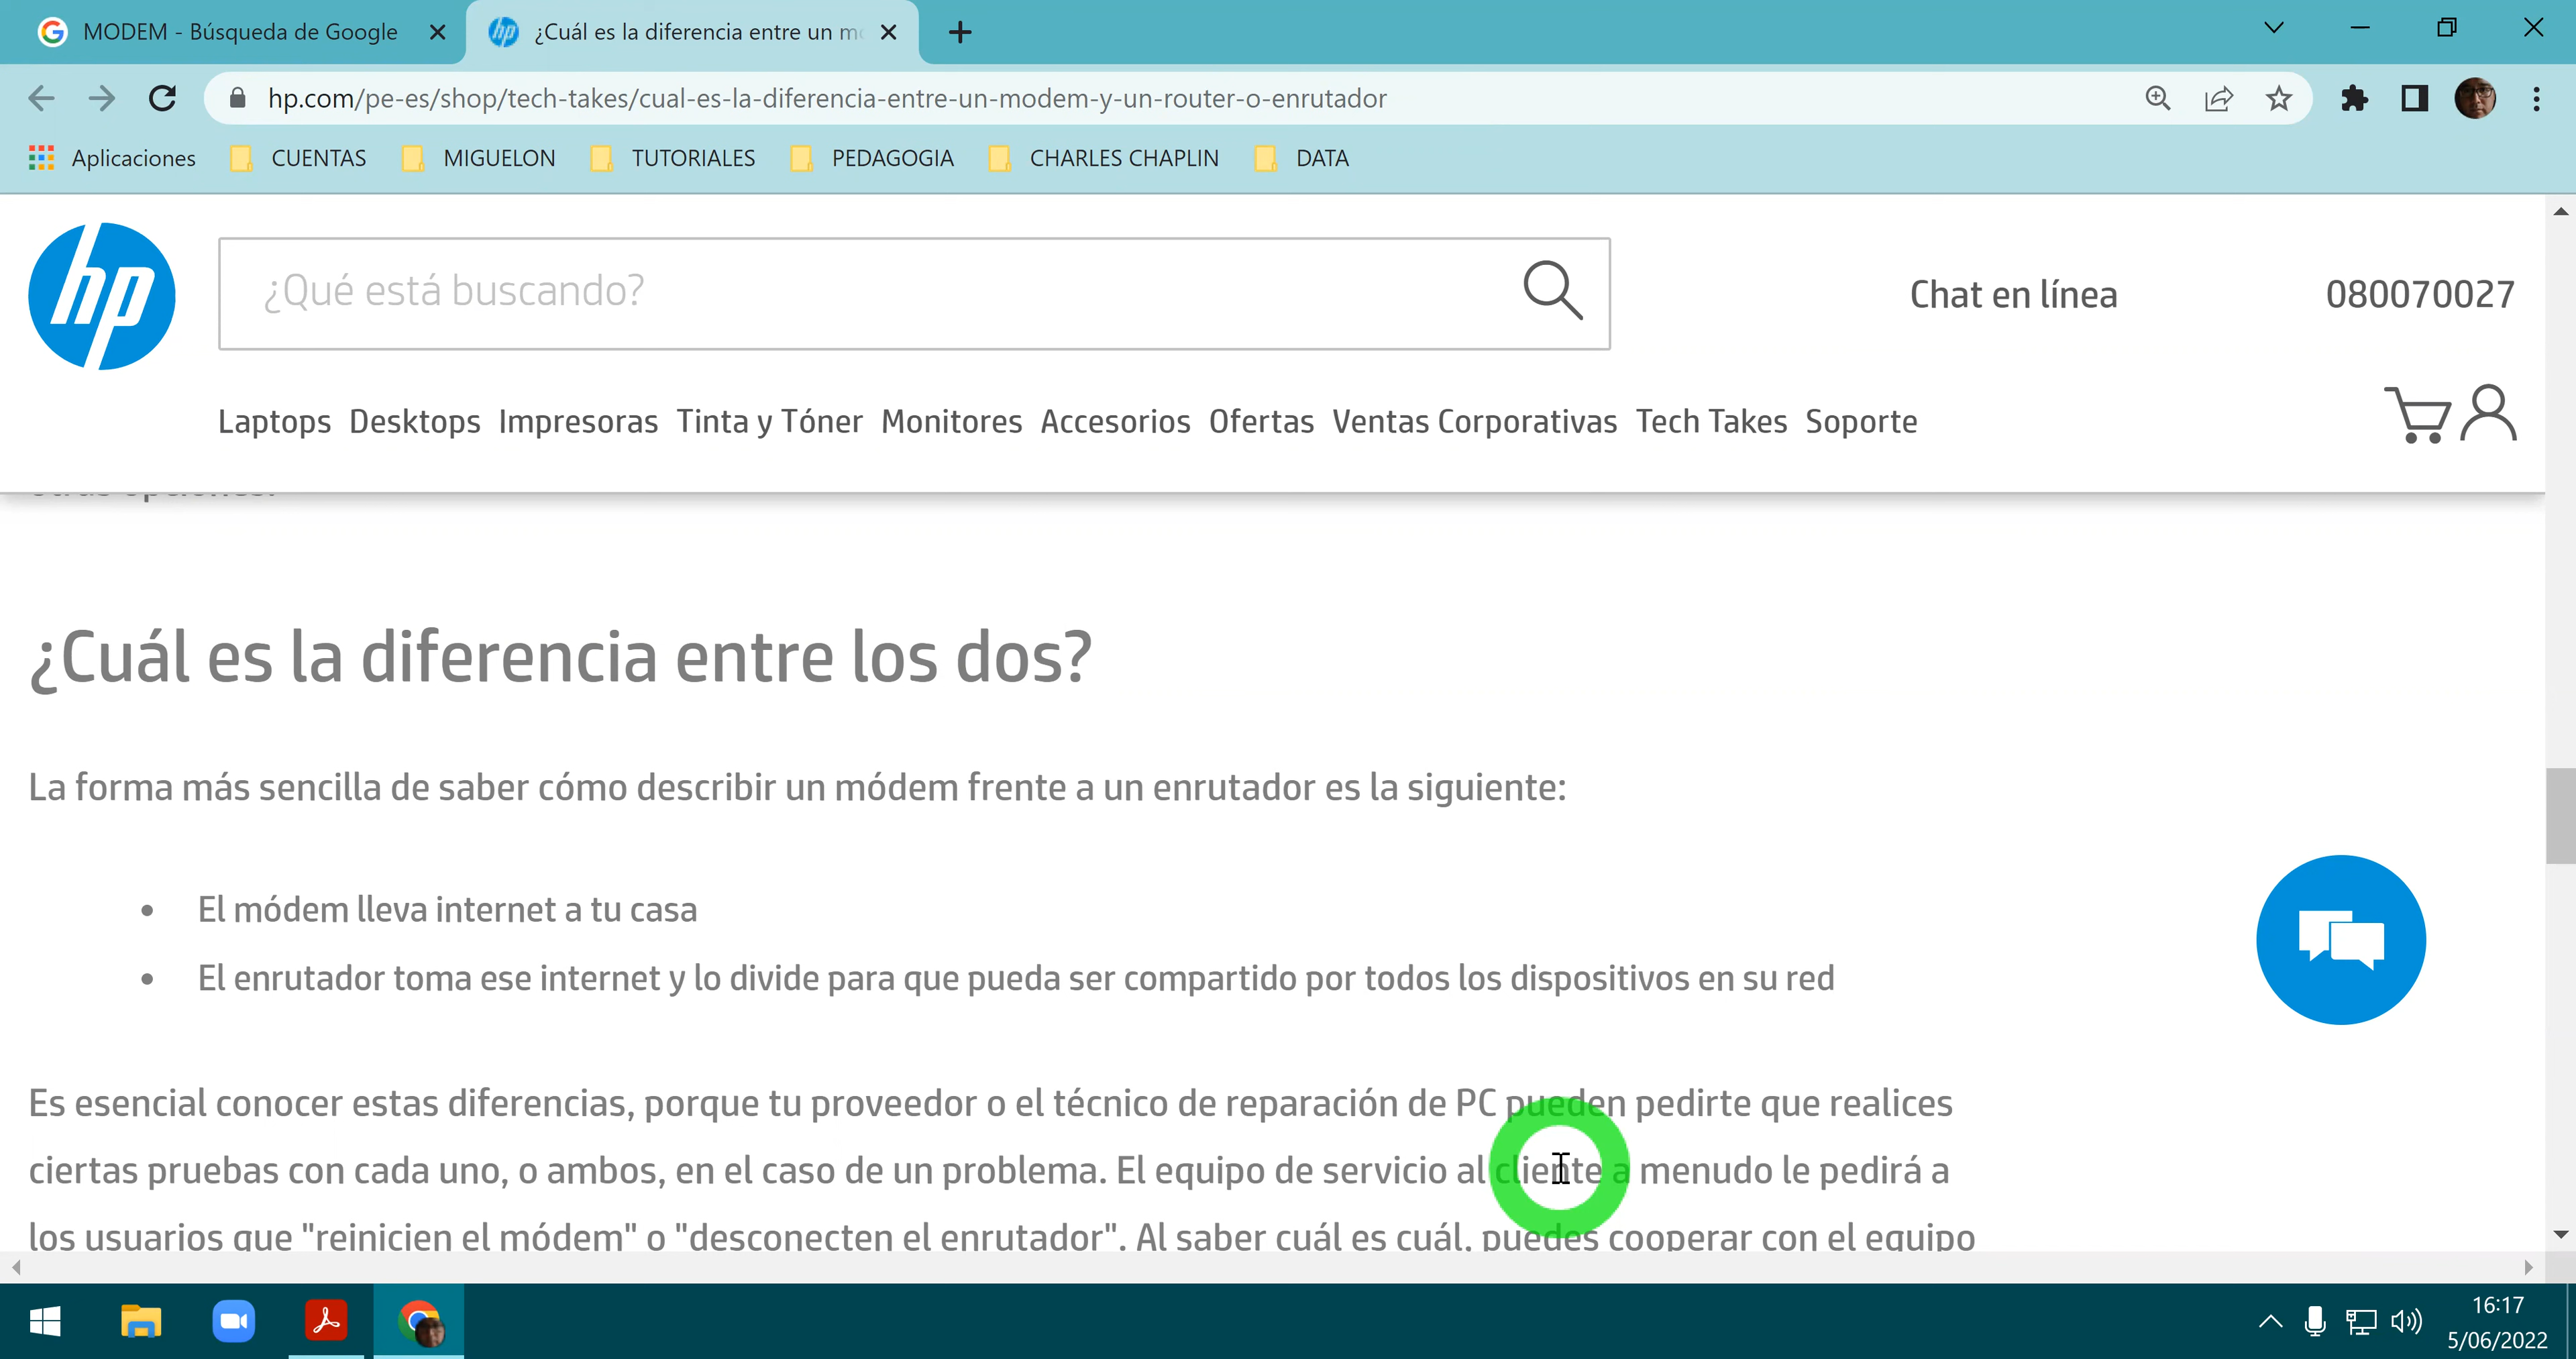 MODEM - Búsqueda de Google
¿Cuál es la diferencia entre un mo
hp.com/pe-es/shop/tech-takes/cual-es-la-diferencia-entre-un-modem-y-un-router-o-enrutador
Aplicaciones CUENTAS MIGUELON TUTORIALES PEDAGOGIA CHARLES CHAPLIN DATA
hp
¿Qué está buscando?
Chat en línea
080070027
Laptops Desktops Impresoras Tinta y Tóner Monitores Accesorios Ofertas Ventas Corporativas Tech Takes Soporte
otras opciones.
¿Cuál es la diferencia entre los dos?
La forma más sencilla de saber cómo describir un módem frente a un enrutador es la siguiente:
• El módem lleva internet a tu casa
• El enrutador toma ese internet y lo divide para que pueda ser compartido por todos los dispositivos en su red
Es esencial conocer estas diferencias, porque tu proveedor o el técnico de reparación de PC pueden pedirte que realices
ciertas pruebas con cada uno, o ambos, en el caso de un problema. El equipo de servicio al cliente a menudo le pedirá a
los usuarios que "reinicien el módem" o "desconecten el enrutador". Al saber cuál es cuál, puedes cooperar con el equipo
16:17
5/06/2022